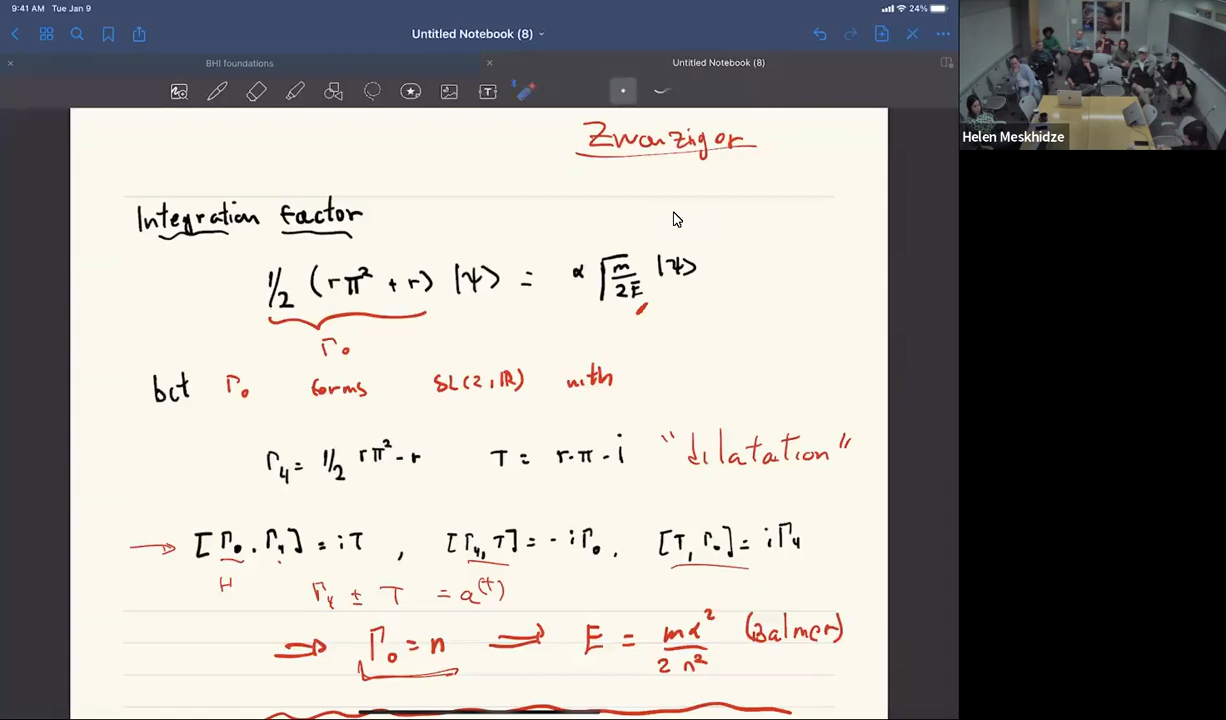 9:41 AM Tue Jan 9
24%
Untitled Notebook (8)
BHI foundations
Untitled Notebook (8)
Helen Meskhidze
Zwanziger
Integration factor
1/2 (rπ² + r) |ψ⟩ = α √(m/2E) |ψ⟩
Γ₀
but Γ₀ forms SL(2,ℝ) with
Γ₄ = 1/2 rπ² - r T = r·π - i "dilatation"
→ [Γ₀, Γ₄] = iT , [Γ₄, T] = -iΓ₀ , [T, Γ₀] = iΓ₄
H Γ₄ ± T = a^(†)
⇒ Γ₀ = n ⇒ E = mα²/2n² (Balmer)